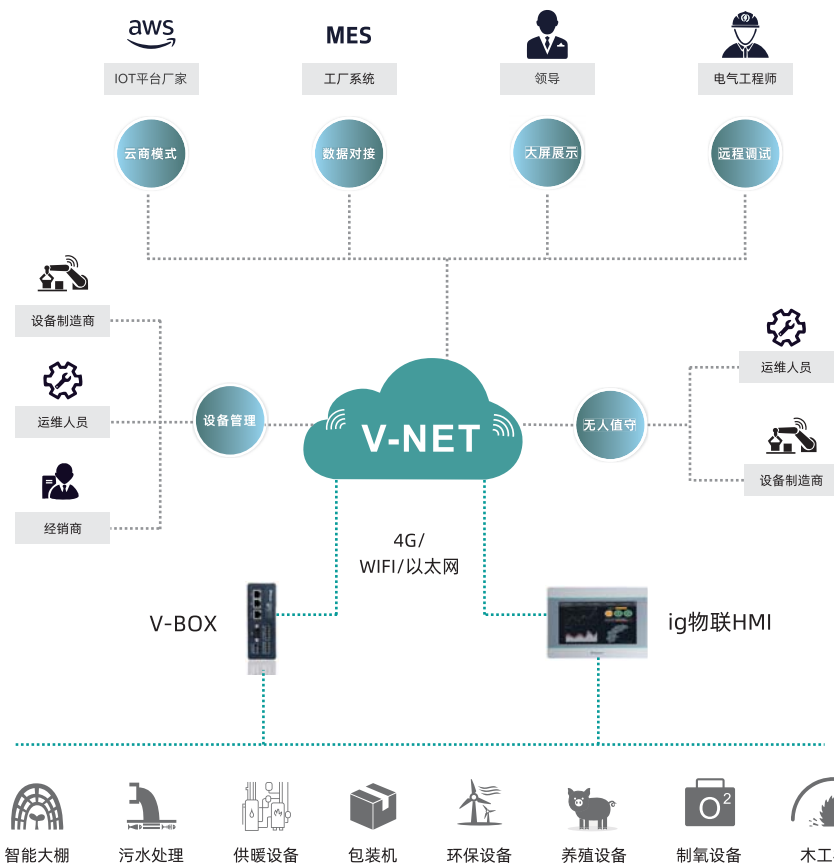 aws
MES
IOT平台厂家
工厂系统
领导
电气工程师
云商模式
数据对接
大屏展示
远程调试
设备制造商
运维人员
经销商
设备管理
V-NET
无人值守
运维人员
设备制造商
4G/
WIFI/以太网
V-BOX
ig物联HMI
O2
智能大棚
污水处理
供暖设备
包装机
环保设备
养殖设备
制氧设备
木工